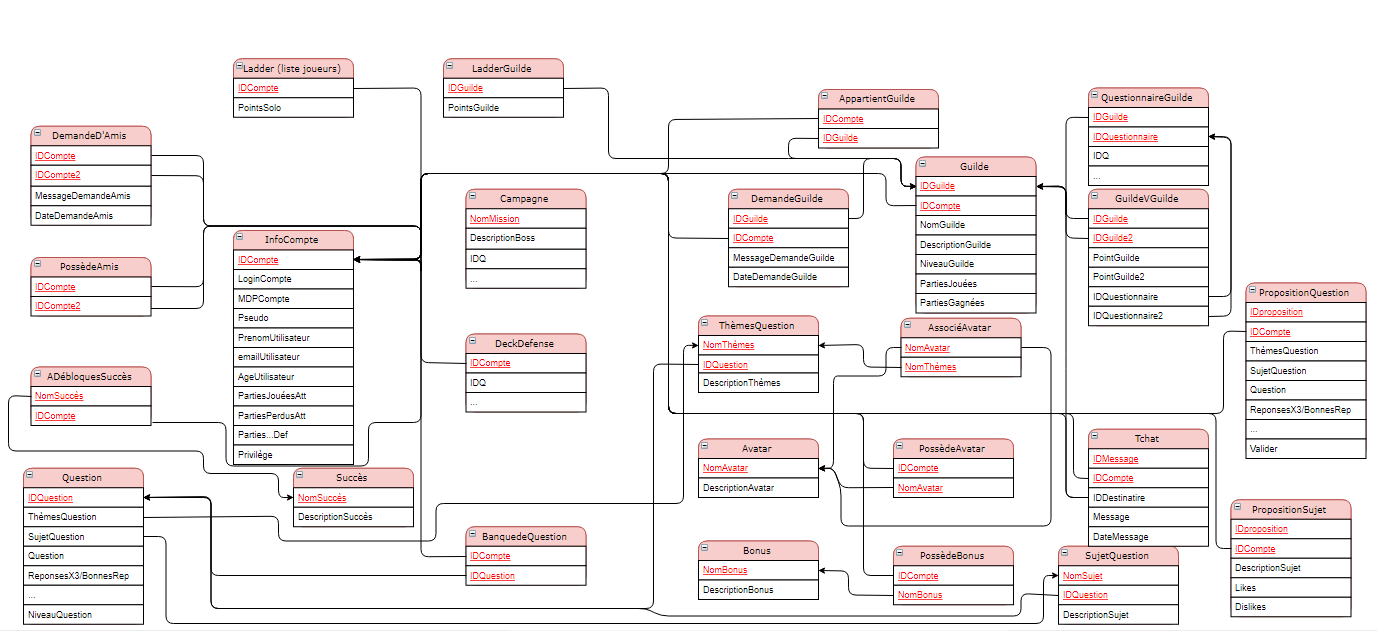 Ladder (liste joueurs)
IDCompte
PointsSolo
LadderGuilde
IDGuilde
PointsGuilde
AppartientGuilde
IDCompte
IDGuilde
QuestionnaireGuilde
IDGuilde
IDQuestionnaire
IDQ
...
DemandeD'Amis
IDCompte
IDCompte2
MessageDemandeAmis
DateDemandeAmis
Guilde
IDGuilde
IDCompte
NomGuilde
DescriptionGuilde
NiveauGuilde
PartiesJouées
PartiesGagnées
Campagne
NomMission
DescriptionBoss
IDQ
...
DemandeGuilde
IDGuilde
IDCompte
MessageDemandeGuilde
DateDemandeGuilde
GuildeVGuilde
IDGuilde
IDGuilde2
PointGuilde
PointGuilde2
IDQuestionnaire
IDQuestionnaire2
InfoCompte
IDCompte
LoginCompte
MDPCompte
Pseudo
PrenomUtilisateur
emailUtilisateur
AgeUtilisateur
PartiesJouéesAtt
PartiesPerdusAtt
Parties...Def
Privilége
PossèdeAmis
IDCompte
IDCompte2
PropositionQuestion
IDproposition
IDCompte
ThèmesQuestion
SujetQuestion
Question
ReponsesX3/BonnesRep
...
Valider
ThèmesQuestion
NomThèmes
IDQuestion
DescriptionThèmes
AssociéAvatar
NomAvatar
NomThèmes
DeckDefense
IDCompte
IDQ
...
ADébloquesSuccès
NomSuccès
IDCompte
Tchat
IDMessage
IDCompte
IDDestinatire
Message
DateMessage
Avatar
NomAvatar
DescriptionAvatar
PossèdeAvatar
IDCompte
NomAvatar
Question
IDQuestion
ThémesQuestion
SujetQuestion
Question
ReponsesX3/BonnesRep
...
NiveauQuestion
Succès
NomSuccès
DescriptionSuccès
PropositionSujet
IDproposition
IDCompte
DescriptionSujet
Likes
Dislikes
BanquedeQuestion
IDCompte
IDQuestion
Bonus
NomBonus
DescriptionBonus
PossèdeBonus
IDCompte
NomBonus
SujetQuestion
NomSujet
IDQuestion
DescriptionSujet